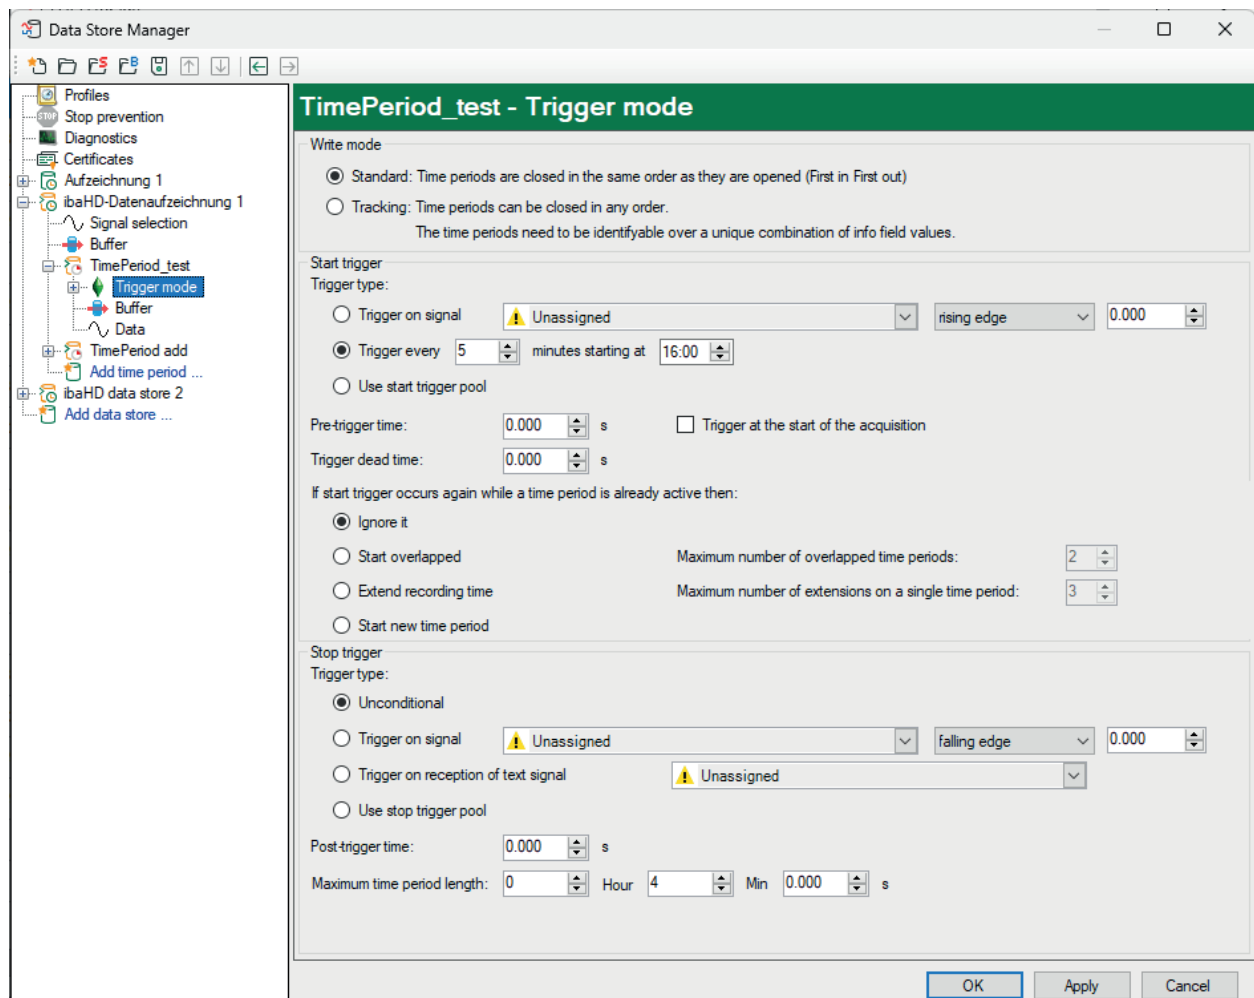 Data Store Manager
Profiles
STOP Stop prevention
Diagnostics
Certificates
Aufzeichnung 1
ibaHD-Datenaufzeichnung 1
Signal selection
Buffer
TimePeriod_test
Trigger mode
Buffer
Data
TimePeriod add
Add time period ...
ibaHD data store 2
Add data store ...
TimePeriod_test - Trigger mode
Write mode
Standard: Time periods are closed in the same order as they are opened (First in First out)
Tracking: Time periods can be closed in any order.
The time periods need to be identifyable over a unique combination of info field values.
Start trigger
Trigger type:
Trigger on signal Unassigned rising edge 0.000
Trigger every 5 minutes starting at 16:00
Use start trigger pool
Pre-trigger time: 0.000 s Trigger at the start of the acquisition
Trigger dead time: 0.000 s
If start trigger occurs again while a time period is already active then:
Ignore it
Start overlapped Maximum number of overlapped time periods: 2
Extend recording time Maximum number of extensions on a single time period: 3
Start new time period
Stop trigger
Trigger type:
Unconditional
Trigger on signal Unassigned falling edge 0.000
Trigger on reception of text signal Unassigned
Use stop trigger pool
Post-trigger time: 0.000 s
Maximum time period length: 0 Hour 4 Min 0.000 s
OK Apply Cancel